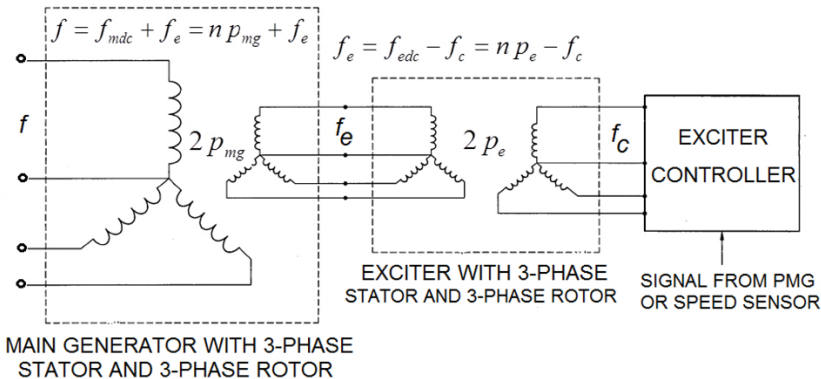 f = f_mdc + f_e = n p_mg + f_e
f_e = f_edc − f_c = n p_e − f_c
f
2 p_mg
f_e
2 p_e
f_c
EXCITER
CONTROLLER
EXCITER WITH 3-PHASE
STATOR AND 3-PHASE ROTOR
SIGNAL FROM PMG
OR SPEED SENSOR
MAIN GENERATOR WITH 3-PHASE
STATOR AND 3-PHASE ROTOR